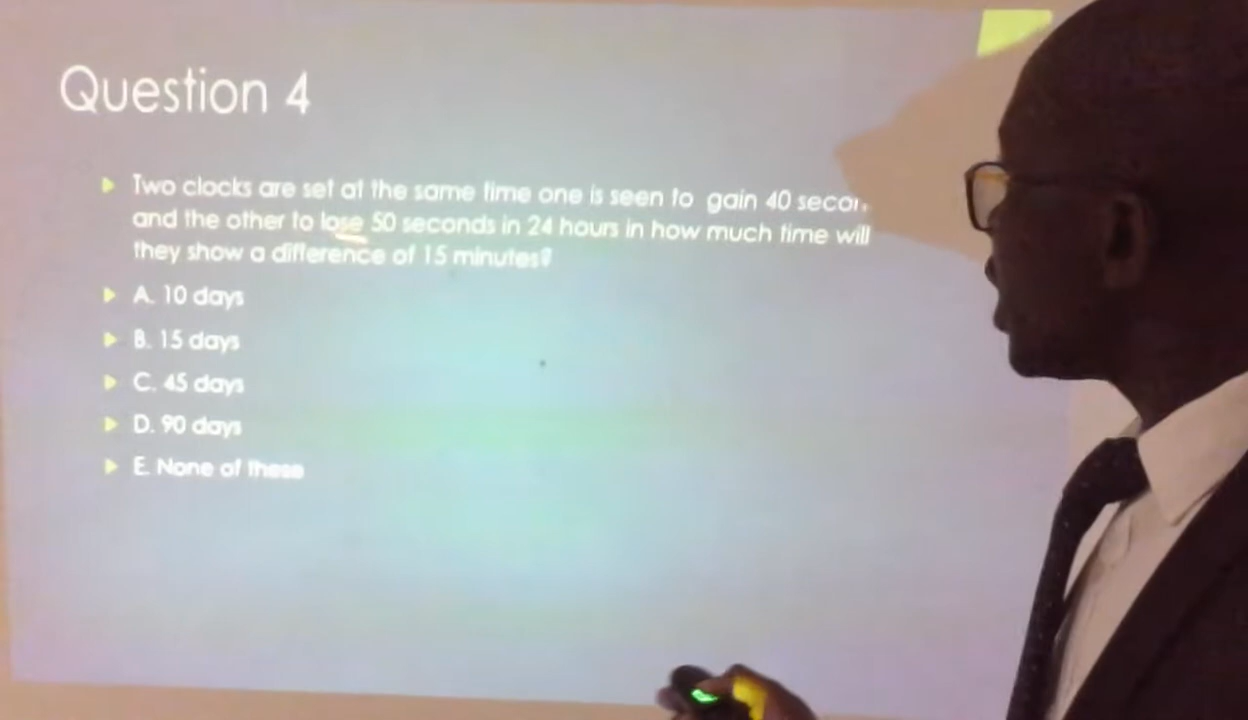 Question 4
Two clocks are set at the same time one is seen to gain 40
and the other to lose 50 seconds in 24 hours in how much time will
they show a difference of 15 minutes?
A. 10 days
B. 15 days
C. 45 days
D. 90 days
E. None of these